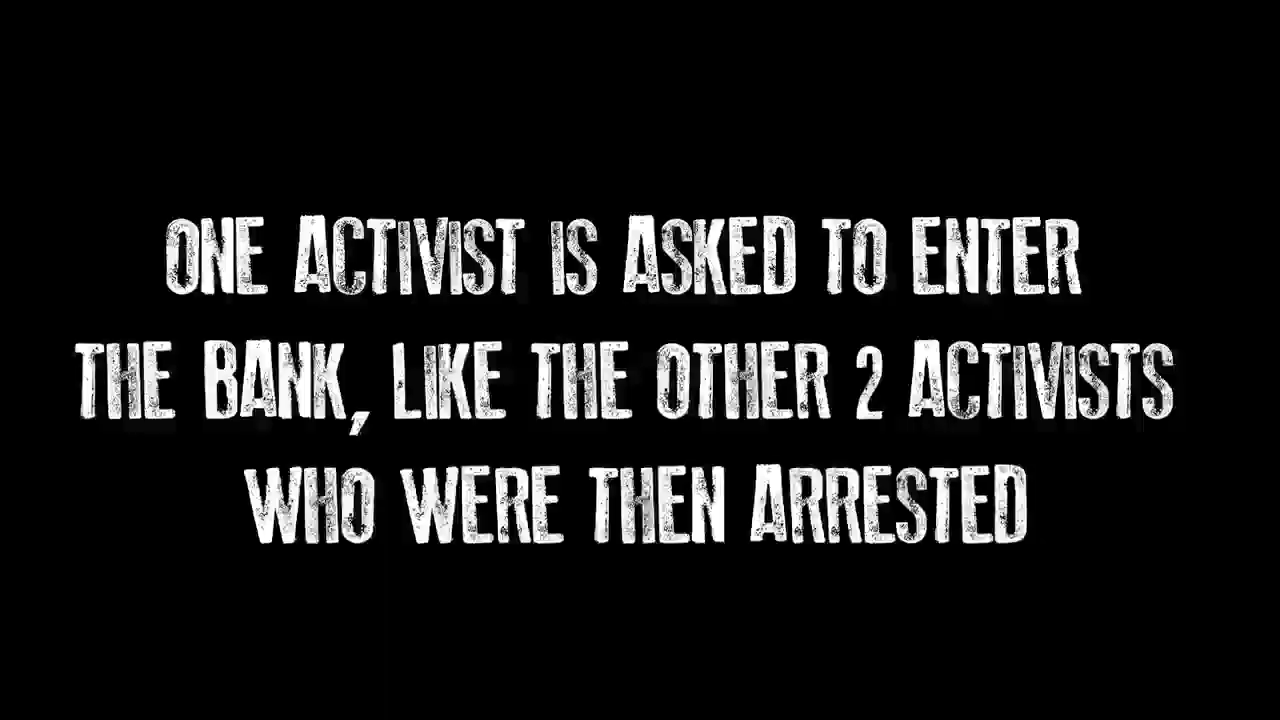 ONE ACTIVIST IS ASKED TO ENTER
THE BANK, LIKE THE OTHER 2 ACTIVISTS
WHO WERE THEN ARRESTED